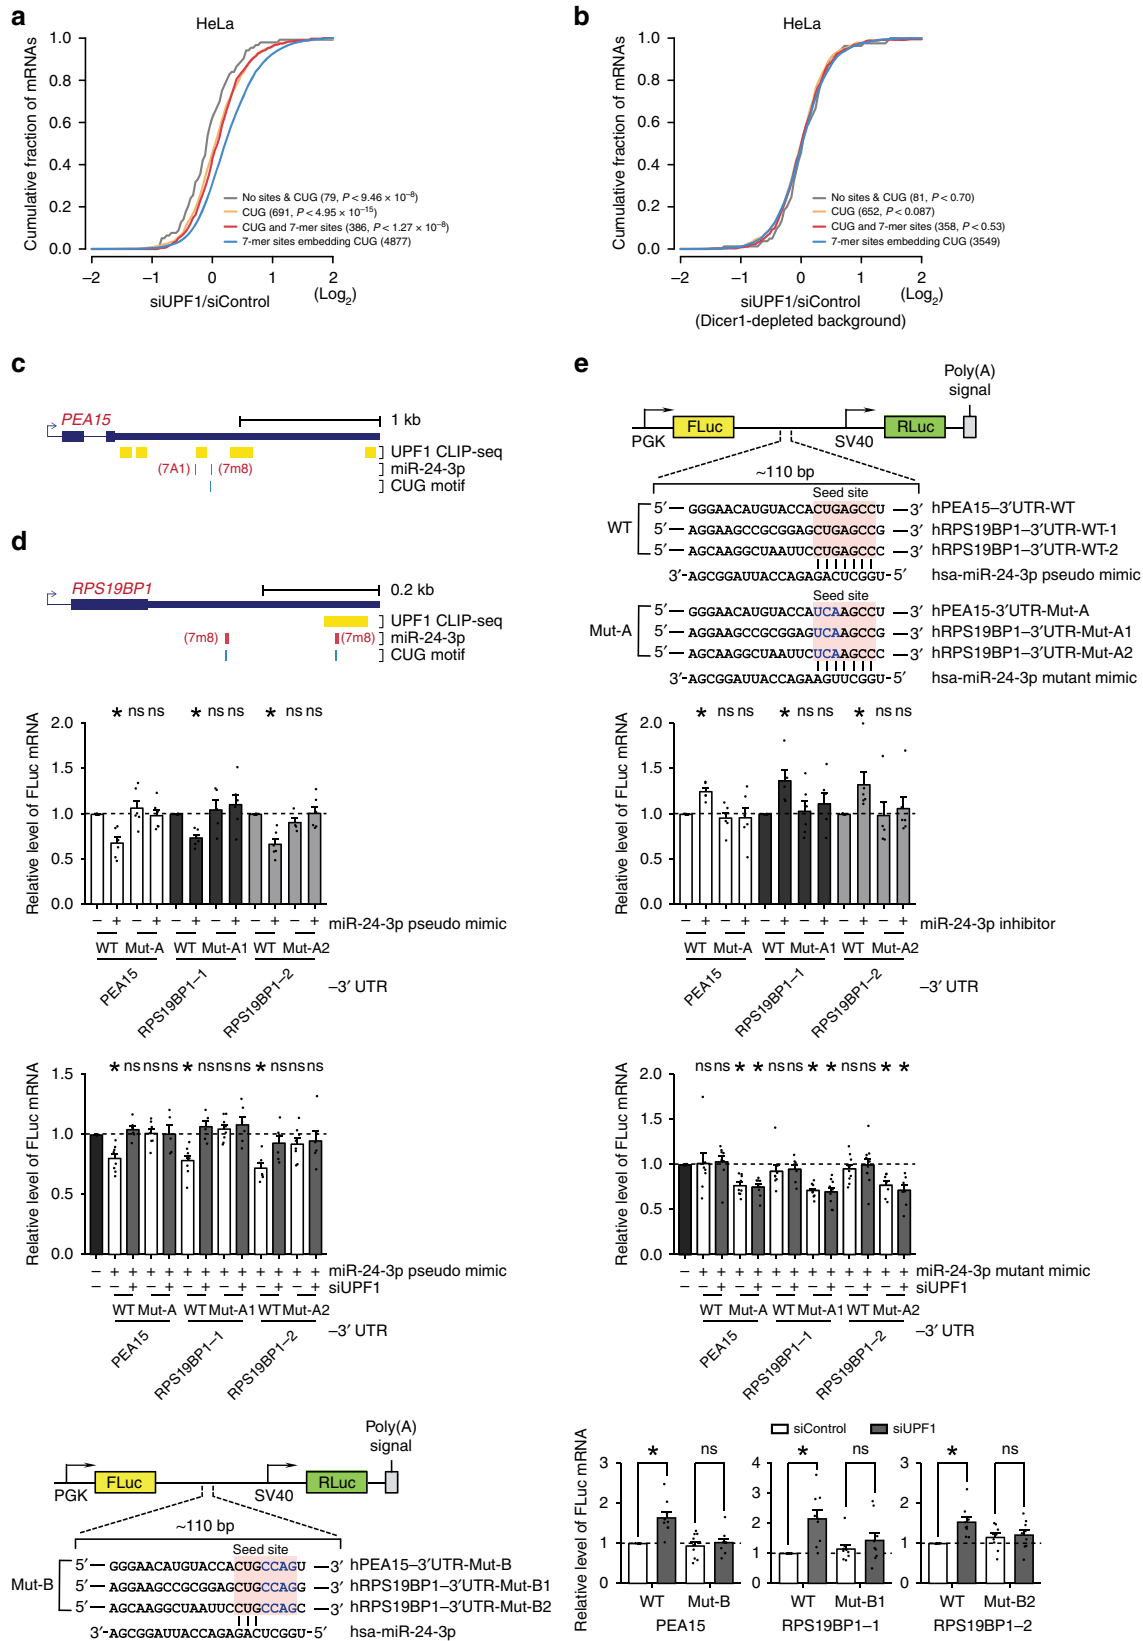 a
HeLa
Cumulative fraction of mRNAs
1.0
0.8
0.6
0.4
0.2
0.0
No sites & CUG (79, P < 9.46 × 10⁻⁸)
CUG (691, P < 4.95 × 10⁻¹⁵)
CUG and 7-mer sites (386, P < 1.27 × 10⁻⁸)
7-mer sites embedding CUG (4877)
−2 −1 0 1 2
siUPF1/siControl (Log₂)
b
HeLa
Cumulative fraction of mRNAs
1.0
0.8
0.6
0.4
0.2
0.0
No sites & CUG (81, P < 0.70)
CUG (652, P < 0.087)
CUG and 7-mer sites (358, P < 0.53)
7-mer sites embedding CUG (3549)
−2 −1 0 1 2
siUPF1/siControl (Log₂)
(Dicer1-depleted background)
c
PEA15
1 kb
UPF1 CLIP-seq
(7A1) (7m8) miR-24-3p
CUG motif
d
RPS19BP1
0.2 kb
UPF1 CLIP-seq
(7m8) (7m8) miR-24-3p
CUG motif
e
Poly(A)
signal
PGK FLuc SV40 RLuc
~110 bp
Seed site
WT
5′ — GGGAACAUGUACCACUGAGCCU — 3′ hPEA15–3′UTR-WT
5′ — AGGAAGCCGCGGAGCUGAGCCG — 3′ hRPS19BP1–3′UTR-WT-1
5′ — AGCAAGGCUAAUUCCUGAGCCC — 3′ hRPS19BP1–3′UTR-WT-2
3′-AGCGGAUUACCAGAGACUCGGU-5′ hsa-miR-24-3p pseudo mimic
Seed site
Mut-A
5′ — GGGAACAUGUACCAUCAAGCCU — 3′ hPEA15-3′UTR-Mut-A
5′ — AGGAAGCCGCGGAGUCAAGCCG — 3′ hRPS19BP1–3′UTR-Mut-A1
5′ — AGCAAGGCUAAUUCUCAAGCCC — 3′ hRPS19BP1–3′UTR-Mut-A2
3′-AGCGGAUUACCAGAAGUUCGGU-5′ hsa-miR-24-3p mutant mimic
Relative level of FLuc mRNA
2.0
1.5
1.0
0.5
0.0
* ns ns * ns ns * ns ns
− + − + − + − + − + − + miR-24-3p pseudo mimic
WT Mut-A WT Mut-A1 WT Mut-A2
PEA15 RPS19BP1–1 RPS19BP1–2 –3′ UTR
Relative level of FLuc mRNA
2.0
1.5
1.0
0.5
0.0
* ns ns * ns ns * ns ns
− + − + − + − + − + − + miR-24-3p inhibitor
WT Mut-A WT Mut-A1 WT Mut-A2
PEA15 RPS19BP1–1 RPS19BP1–2 –3′ UTR
Relative level of FLuc mRNA
1.5
1.0
0.5
0.0
* ns ns ns * ns ns ns * ns ns ns
− + + + + + + + + + + + + miR-24-3p pseudo mimic
− − + − + − + − + − + − + siUPF1
WT Mut-A WT Mut-A1 WT Mut-A2
PEA15 RPS19BP1–1 RPS19BP1–2 –3′ UTR
Relative level of FLuc mRNA
2.0
1.5
1.0
0.5
0.0
ns ns * * ns ns * * ns ns * *
− + + + + + + + + + + + + miR-24-3p mutant mimic
− − + − + − + − + − + − + siUPF1
WT Mut-A WT Mut-A1 WT Mut-A2
PEA15 RPS19BP1–1 RPS19BP1–2 –3′ UTR
Poly(A)
signal
PGK FLuc SV40 RLuc
~110 bp
Seed site
Mut-B
5′ — GGGAACAUGUACCACUGCCAGU — 3′ hPEA15–3′UTR-Mut-B
5′ — AGGAAGCCGCGGAGCUGCCAGG — 3′ hRPS19BP1–3′UTR-Mut-B1
5′ — AGCAAGGCUAAUUCCUGCCAGC — 3′ hRPS19BP1–3′UTR-Mut-B2
3′-AGCGGAUUACCAGAGACUCGGU-5′ hsa-miR-24-3p
siControl siUPF1
Relative level of FLuc mRNA
3
2
1
0
* ns
WT Mut-B
PEA15
4
3
2
1
0
* ns
WT Mut-B1
RPS19BP1–1
3
2
1
0
* ns
WT Mut-B2
RPS19BP1–2